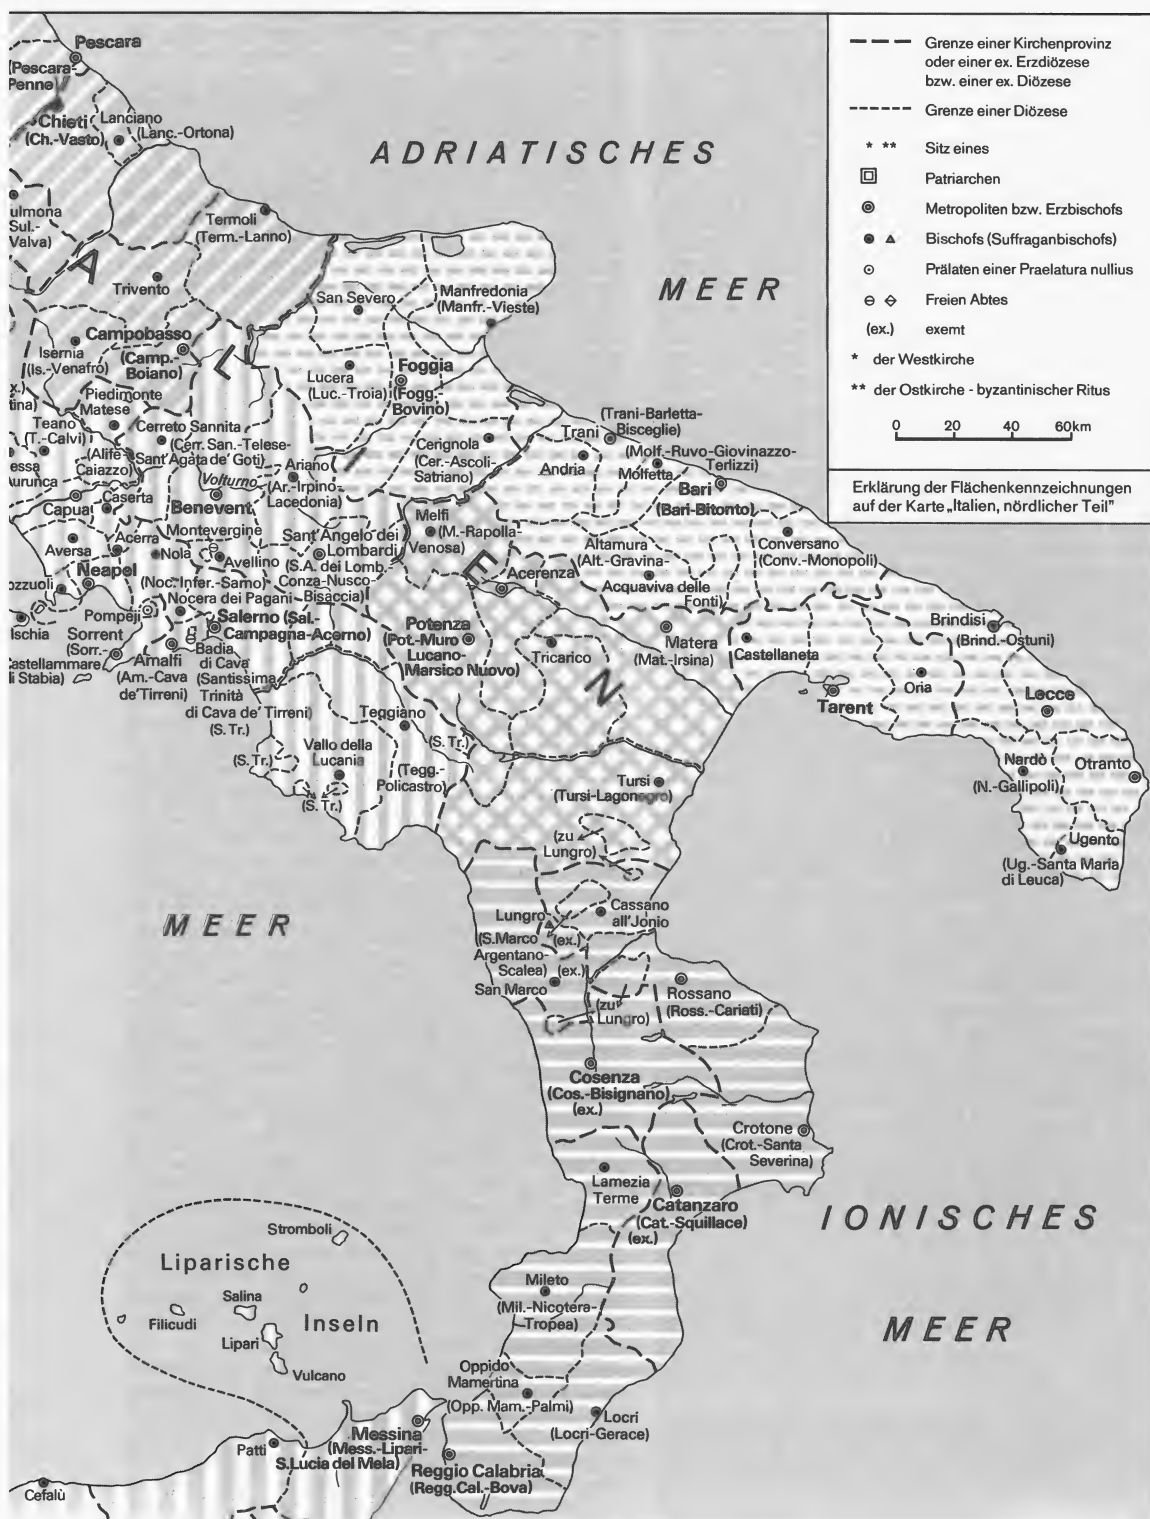 Pescara
(Pescara-
Penne
Chieti
(Ch.-Vasto)
Lanciano
(Lanc.-Ortona)
ADRIATISCHES
MEER
ulmona
Sul.-
Valva)
Termoli
(Term.-Larino)
A
Trivento
San Severo
Manfredonia
(Manfr.-Vieste)
Isernia
(Is.-Venafro)
Campobasso
(Camp.-
Boiano)
L
Lucera
(Luc.-Troia)
Foggia
(Fogg.-
Bovino)
x.)
tina)
Piedimonte
Matese
(Alife-
Caiazzo)
Teano
(T.-Calvi)
essa
Aurunca
Cerreto Sannita
(Cerr. San.-Telese-
Sant'Agata de'Goti)
Volturno
Ariano
(Ar.-Irpino-
Lacedonia)
I
Cerignola
(Cer.-Ascoli-
Satriano)
Trani
(Trani-Barletta-
Bisceglie)
Andria
(Molf.-Ruvo-Giovinazzo-
Terlizzi)
Molfetta
Bari
(Bari-Bitonto)
Capua
Caserta
Benevent
Melfi
(M.-Rapolla-
Venosa)
Aversa
Acerra
Montevergine
Nola
Avellino
Sant'Angelo dei
Lombardi
(S.A. dei Lomb.-
Conza-Nusco-
Bisaccia)
E
Acerenza
Altamura
(Alt.-Gravina-
Acquaviva delle
Fonti)
Conversano
(Conv.-Monopoli)
ozzuoli
Neapel
(Noc. Infer.-Sarno)
Nocera dei Pagani
Ischia
Pompeji
Sorrent
(Sorr.-
Castellammare
di Stabia)
Amalfi
(Am.-Cava
de'Tirreni)
Salerno (Sal.-
Campagna-Acerno)
Badia
di Cava
(Santissima
Trinità
di Cava de'Tirreni)
(S. Tr.)
Potenza
(Pot.-Muro
Lucano-
Marsico Nuovo)
Tricarico
Matera
(Mat.-Irsina)
Castellaneta
Brindisi
(Brind.-Ostuni)
N
Tarent
Oria
Lecce
Teggiano
(S. Tr.)
(Tegg.-
Policastro)
Vallo della
Lucania
(S. Tr.)
(S. Tr.)
Tursi
(Tursi-Lagonegro)
Nardò
(N.-Gallipoli)
Otranto
Ugento
(Ug.-Santa Maria
di Leuca)
(zu
Lungro)
MEER
Lungro
Cassano
all'Jonio
(S.Marco
Argentano-
Scalea)
(ex.)
(ex.)
San Marco
Rossano
(Ross.-Cariati)
(zu
Lungro)
Cosenza
(Cos.-Bisignano)
(ex.)
Crotone
(Crot.-Santa
Severina)
Lamezia
Terme
Catanzaro
(Cat.-Squillace)
(ex.)
IONISCHES
MEER
Stromboli
Liparische
Inseln
Salina
Filicudi
Lipari
Vulcano
Mileto
(Mil.-Nicotera-
Tropea)
Oppido
Mamertina
(Opp. Mam.-Palmi)
Locri
(Locri-Gerace)
Patti
Messina
(Mess.-Lipari-
S.Lucia del Mela)
Reggio Calabria
(Regg.Cal.-Bova)
Cefalù
Grenze einer Kirchenprovinz
oder einer ex. Erzdiözese
bzw. einer ex. Diözese
Grenze einer Diözese
* ** Sitz eines
Patriarchen
Metropoliten bzw. Erzbischofs
Bischofs (Suffraganbischofs)
Prälaten einer Praelatura nullius
Freien Abtes
(ex.) exemt
* der Westkirche
** der Ostkirche - byzantinischer Ritus
0 20 40 60km
Erklärung der Flächenkennzeichnungen
auf der Karte „Italien, nördlicher Teil"